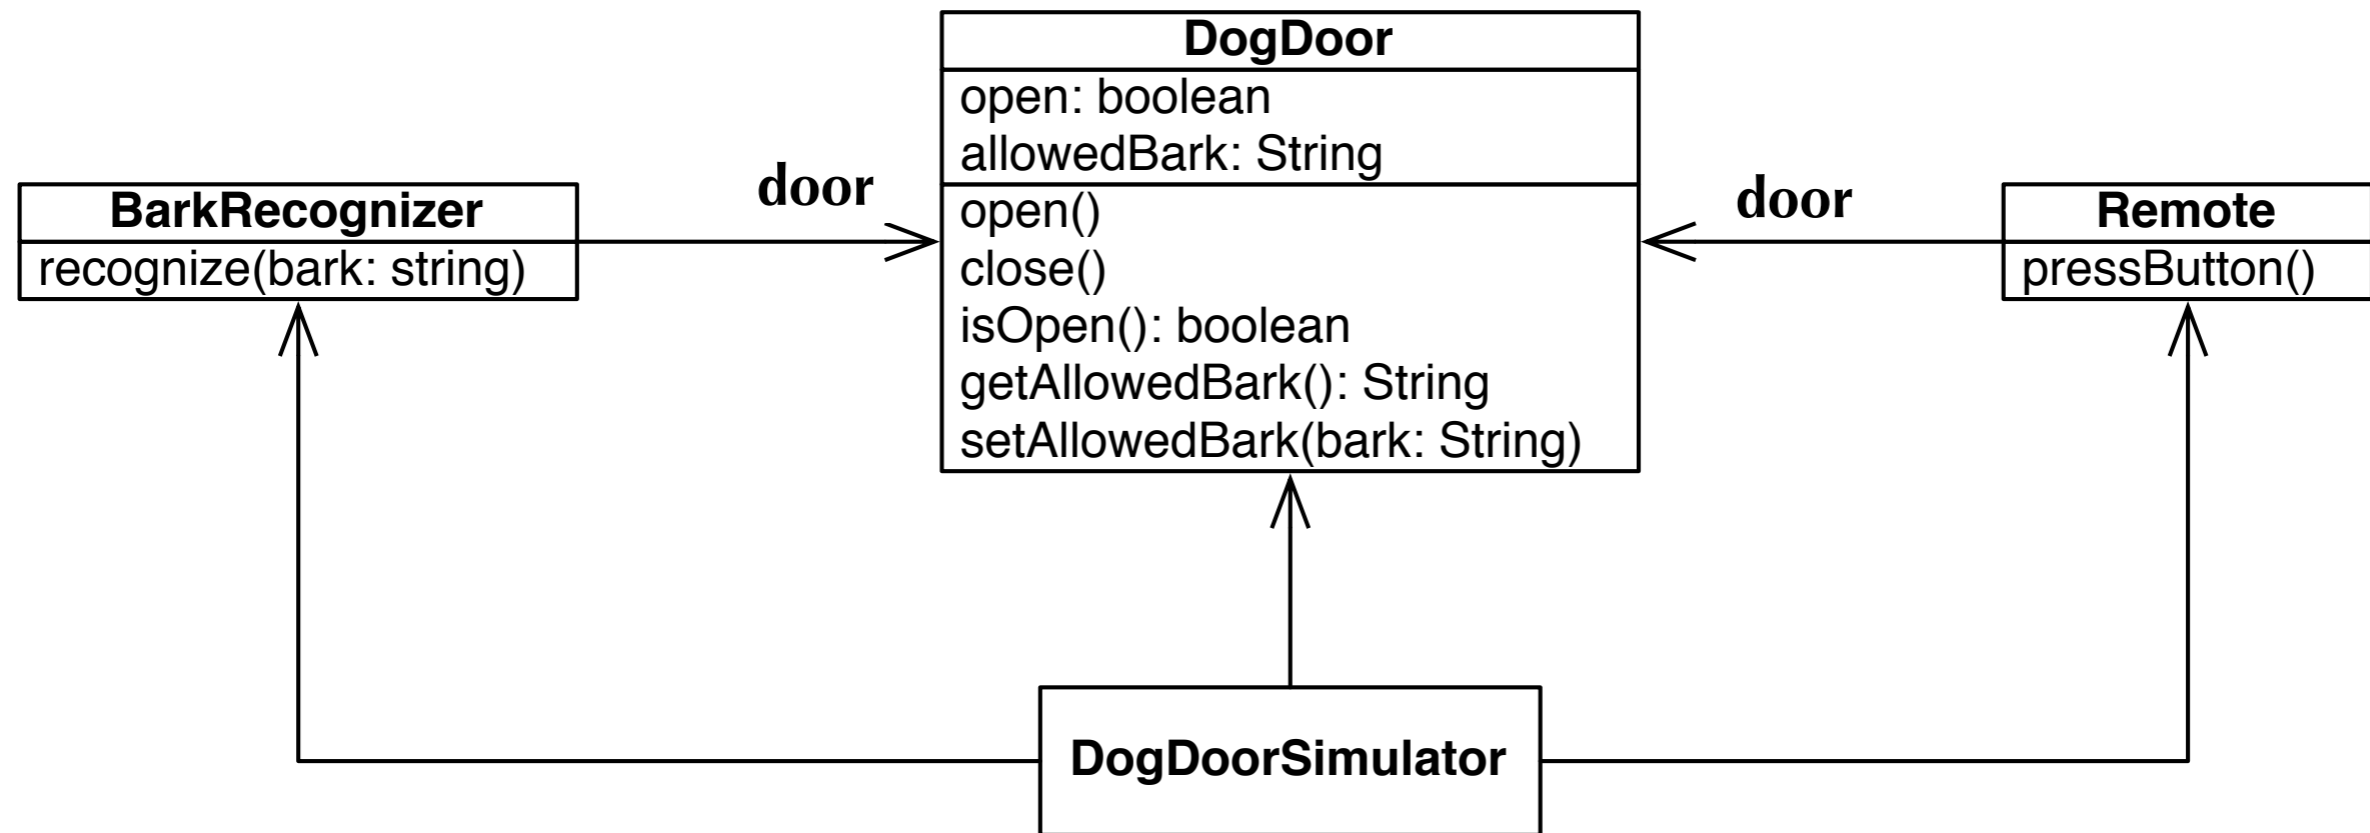 DogDoor
open: boolean
allowedBark: String
open()
close()
isOpen(): boolean
getAllowedBark(): String
setAllowedBark(bark: String)
door
BarkRecognizer
recognize(bark: string)
door
Remote
pressButton()
DogDoorSimulator